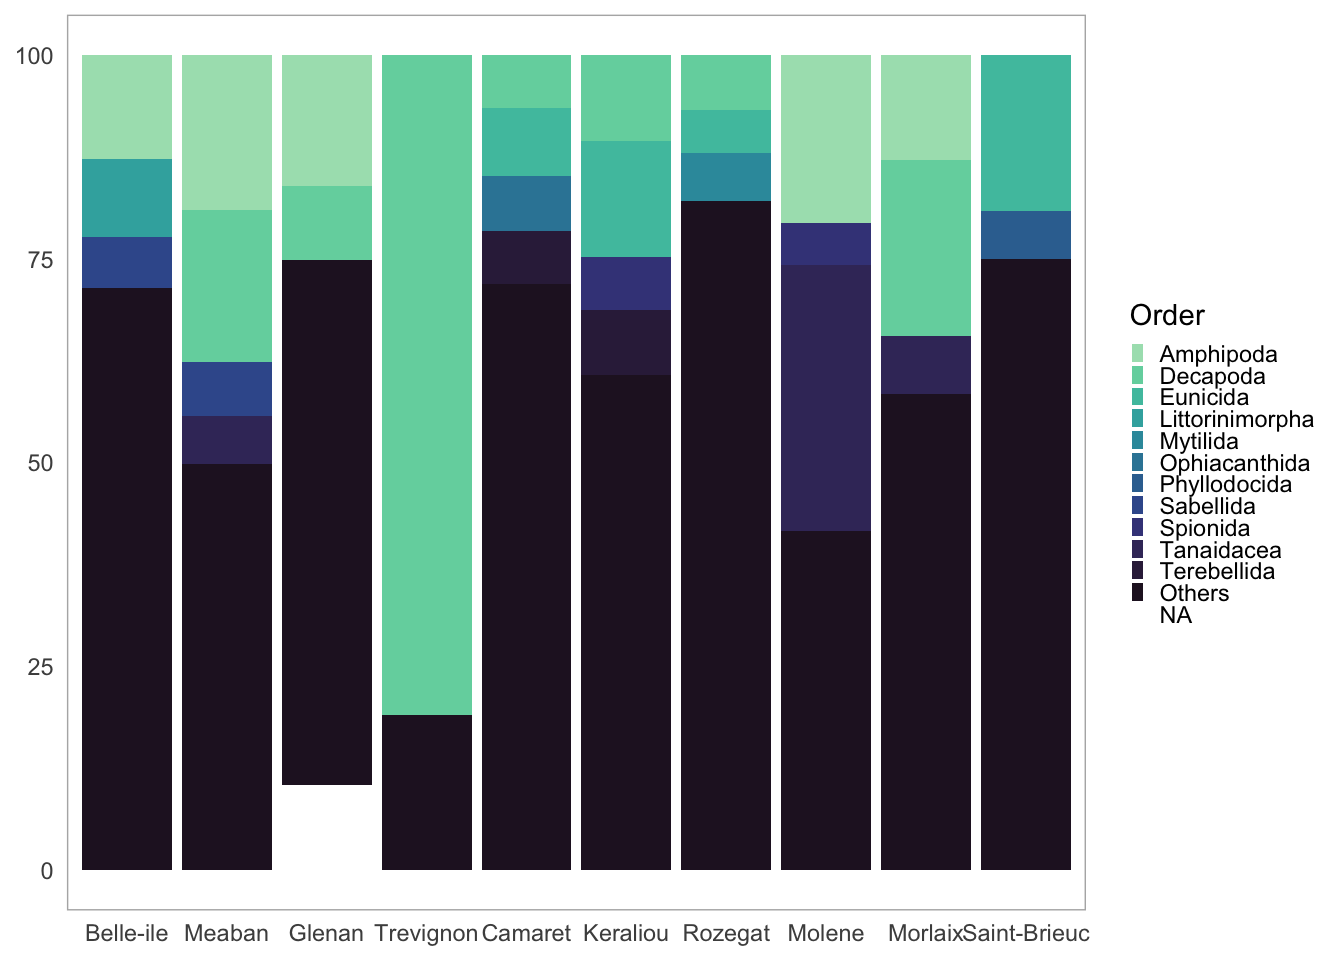 100
75
50
25
0
Belle-ile Meaban Glenan Trevignon Camaret Keraliou Rozegat Molene Morlaix Saint-Brieuc
Order
Amphipoda
Decapoda
Eunicida
Littorinimorpha
Mytilida
Ophiacanthida
Phyllodocida
Sabellida
Spionida
Tanaidacea
Terebellida
Others
NA